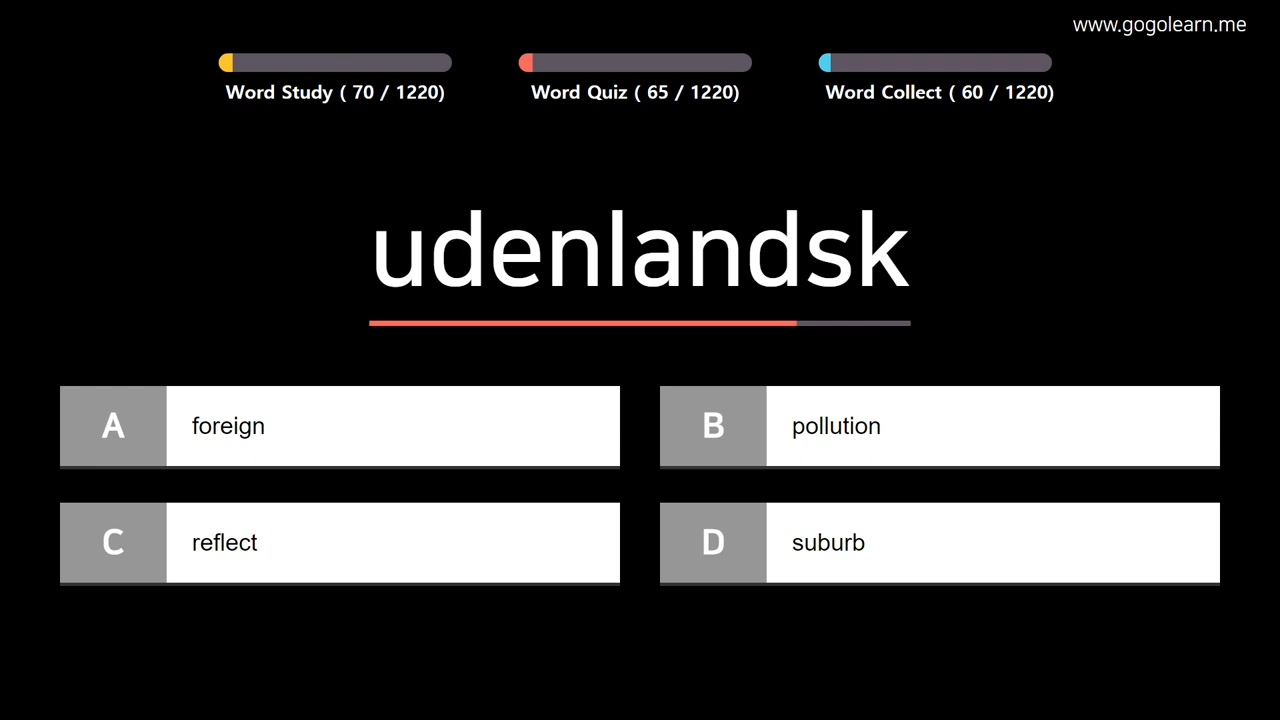 www.gogolearn.me
Word Study ( 70 / 1220)
Word Quiz ( 65 / 1220)
Word Collect ( 60 / 1220)
udenlandsk
A foreign
B pollution
C reflect
D suburb